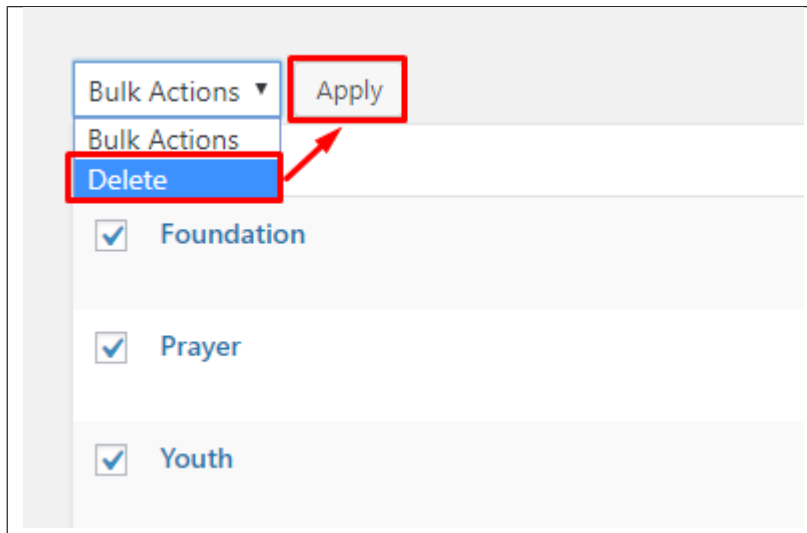 Bulk Actions ▼ Apply
Bulk Actions
Delete
Foundation
Prayer
Youth